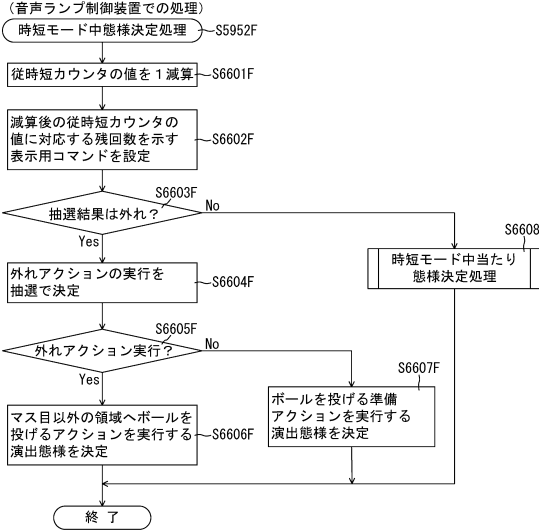 （音声ランプ制御装置での処理）
時短モード中態様決定処理
S5952F
従時短カウンタの値を１減算
S6601F
減算後の従時短カウンタの
値に対応する残回数を示す
表示用コマンドを設定
S6602F
S6603F
抽選結果は外れ？
No
Yes
S6608
時短モード中当たり
態様決定処理
外れアクションの実行を
抽選で決定
S6604F
S6605F
外れアクション実行？
No
Yes
S6607F
ボールを投げる準備
アクションを実行する
演出態様を決定
マス目以外の領域へボールを
投げるアクションを実行する
演出態様を決定
S6606F
終 了